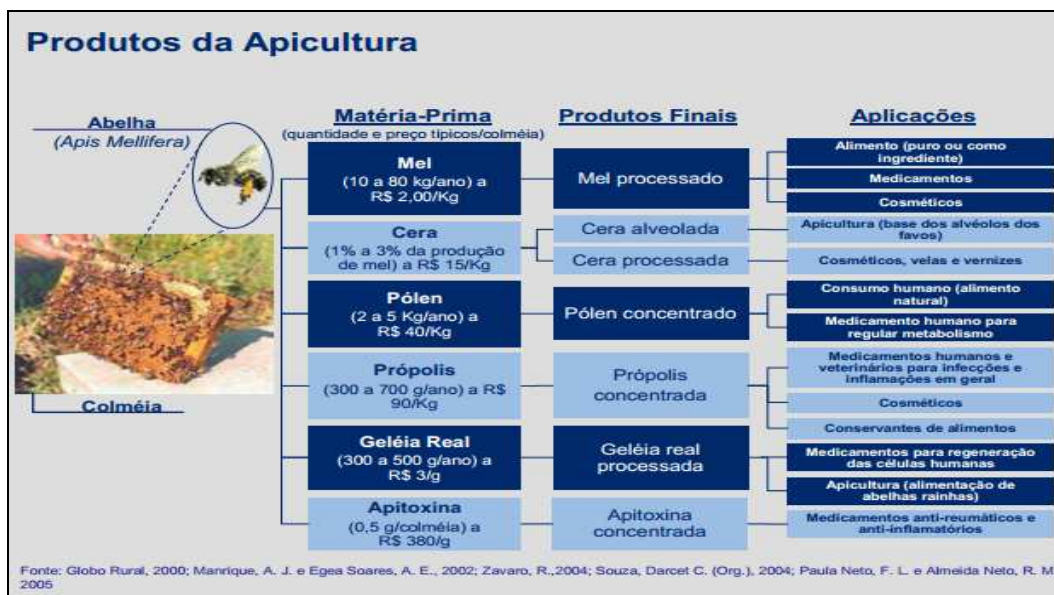 Produtos da Apicultura
Abelha
(Apis Mellifera)
Colméia
Matéria-Prima
(quantidade e preço típicos/colméia)
Produtos Finais
Aplicações
Mel
(10 a 80 kg/ano) a
R$ 2,00/Kg
Mel processado
Alimento (puro ou como
ingrediente)
Medicamentos
Cosméticos
Cera
(1% a 3% da produção
de mel) a R$ 15/Kg
Cera alveolada
Apicultura (base dos alvéolos dos
favos)
Cera processada
Cosméticos, velas e vernizes
Pólen
(2 a 5 Kg/ano) a
R$ 40/Kg
Pólen concentrado
Consumo humano (alimento
natural)
Medicamento humano para
regular metabolismo
Própolis
(300 a 700 g/ano) a R$
90/Kg
Própolis
concentrada
Medicamentos humanos e
veterinários para infecções e
inflamações em geral
Cosméticos
Conservantes de alimentos
Geléia Real
(300 a 500 g/ano) a
R$ 3/g
Geléia real
processada
Medicamentos para regeneração
das células humanas
Apicultura (alimentação de
abelhas rainhas)
Apitoxina
(0,5 g/colméia) a
R$ 380/g
Apitoxina
concentrada
Medicamentos anti-reumáticos e
anti-inflamatórios
Fonte: Globo Rural, 2000; Manrique, A. J. e Egea Soares, A. E., 2002; Zavaro, R.,2004; Souza, Darcet C. (Org.), 2004; Paula Neto, F. L. e Almeida Neto, R. M
2005